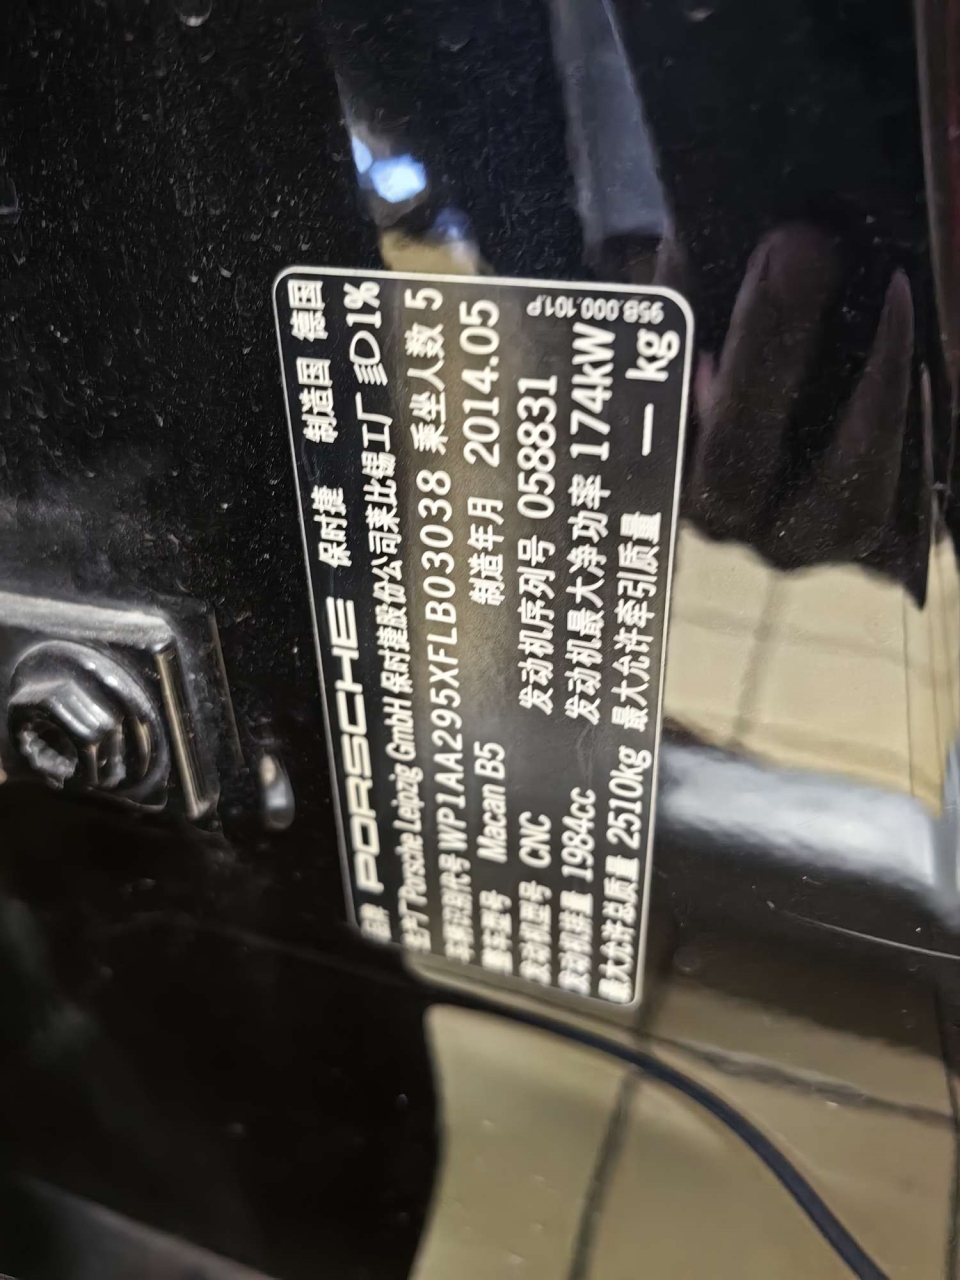 品牌 PORSCHE 保时捷 制造国 德国
生产厂 Porsche Leipzig GmbH 保时捷股份公司莱比锡工厂 1%
车辆识别代号 WP1AA295XFLB03038 乘坐人数 5
整车型号 Macan B5 制造年月 2014.05
发动机型号 CNC 发动机序列号 058831
发动机排量 1984cc 发动机最大净功率 174kW
最大允许总质量 2510kg 最大允许牵引质量 — kg
95B.000.101.P